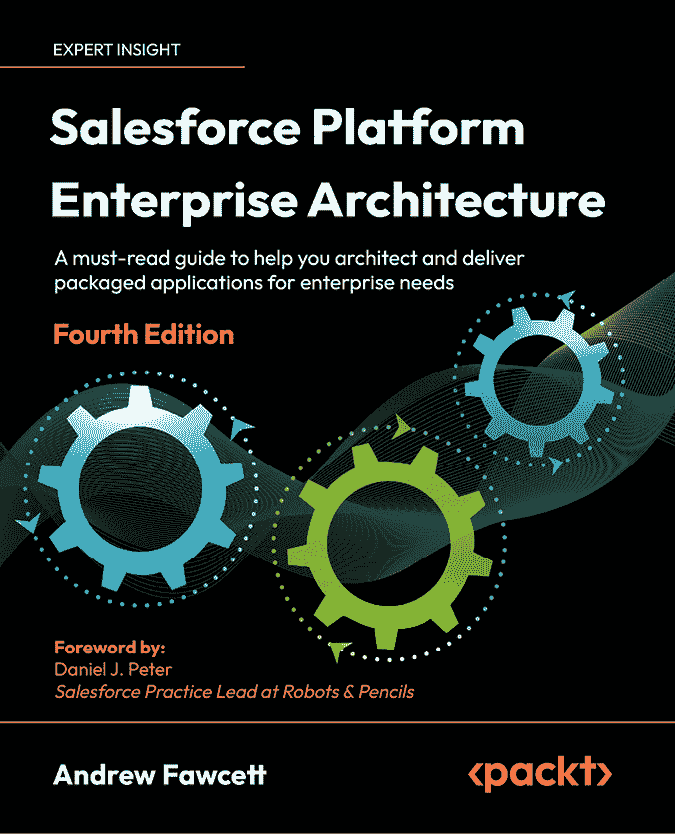 EXPERT INSIGHT
Salesforce Platform
Enterprise Architecture
A must-read guide to help you architect and deliver
packaged applications for enterprise needs
Fourth Edition
Foreword by:
Daniel J. Peter
Salesforce Practice Lead at Robots & Pencils
Andrew Fawcett
<packt>